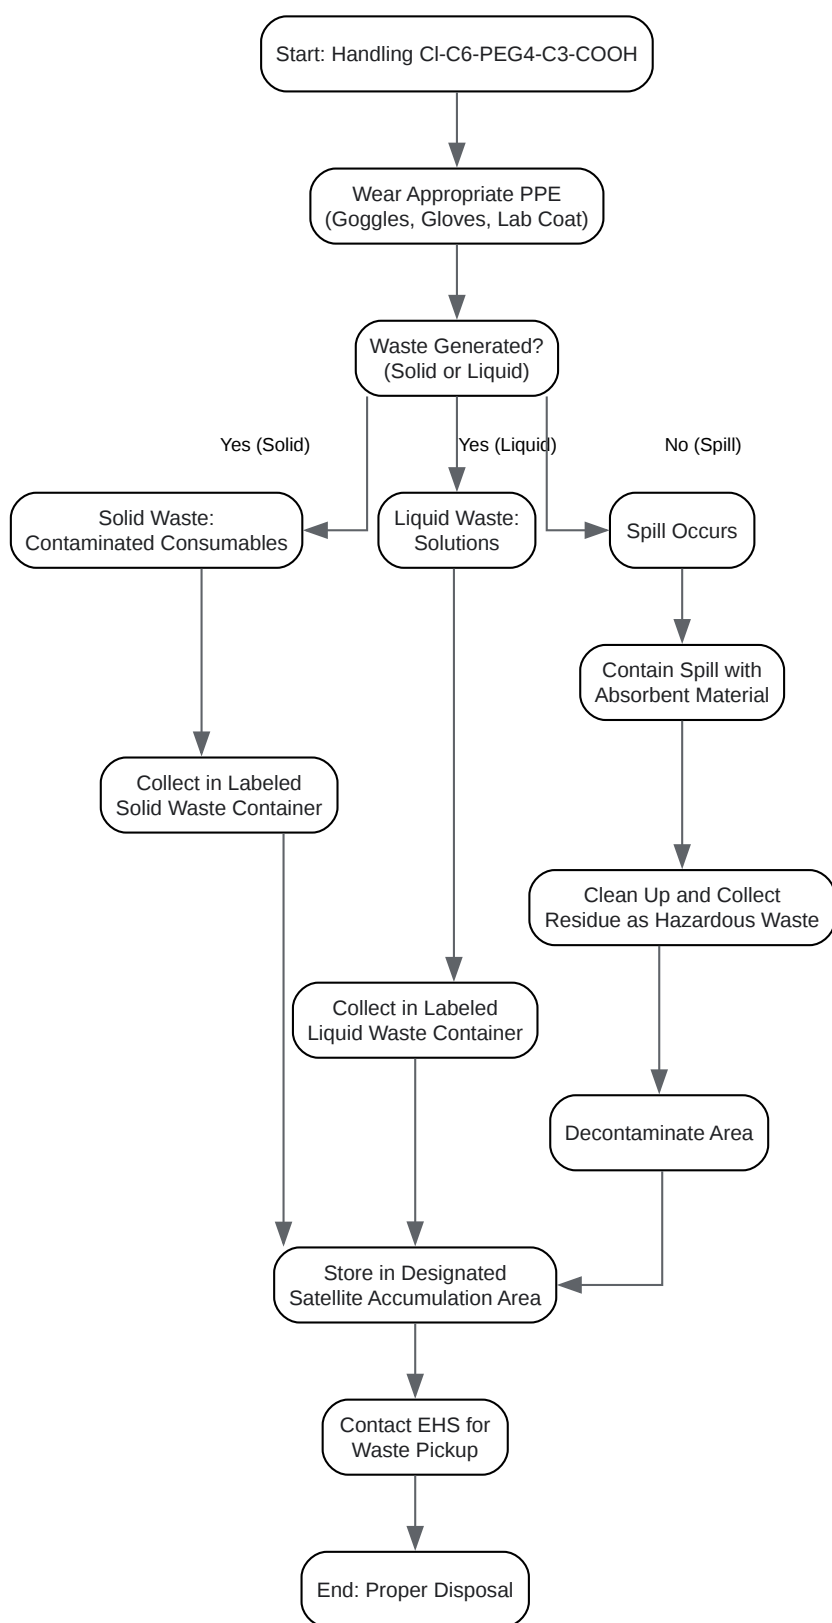 Start: Handling Cl-C6-PEG4-C3-COOH
Wear Appropriate PPE
(Goggles, Gloves, Lab Coat)
Waste Generated?
(Solid or Liquid)
Yes (Solid)
Yes (Liquid)
No (Spill)
Solid Waste:
Contaminated Consumables
Liquid Waste:
Solutions
Spill Occurs
Contain Spill with
Absorbent Material
Collect in Labeled
Solid Waste Container
Clean Up and Collect
Residue as Hazardous Waste
Collect in Labeled
Liquid Waste Container
Decontaminate Area
Store in Designated
Satellite Accumulation Area
Contact EHS for
Waste Pickup
End: Proper Disposal